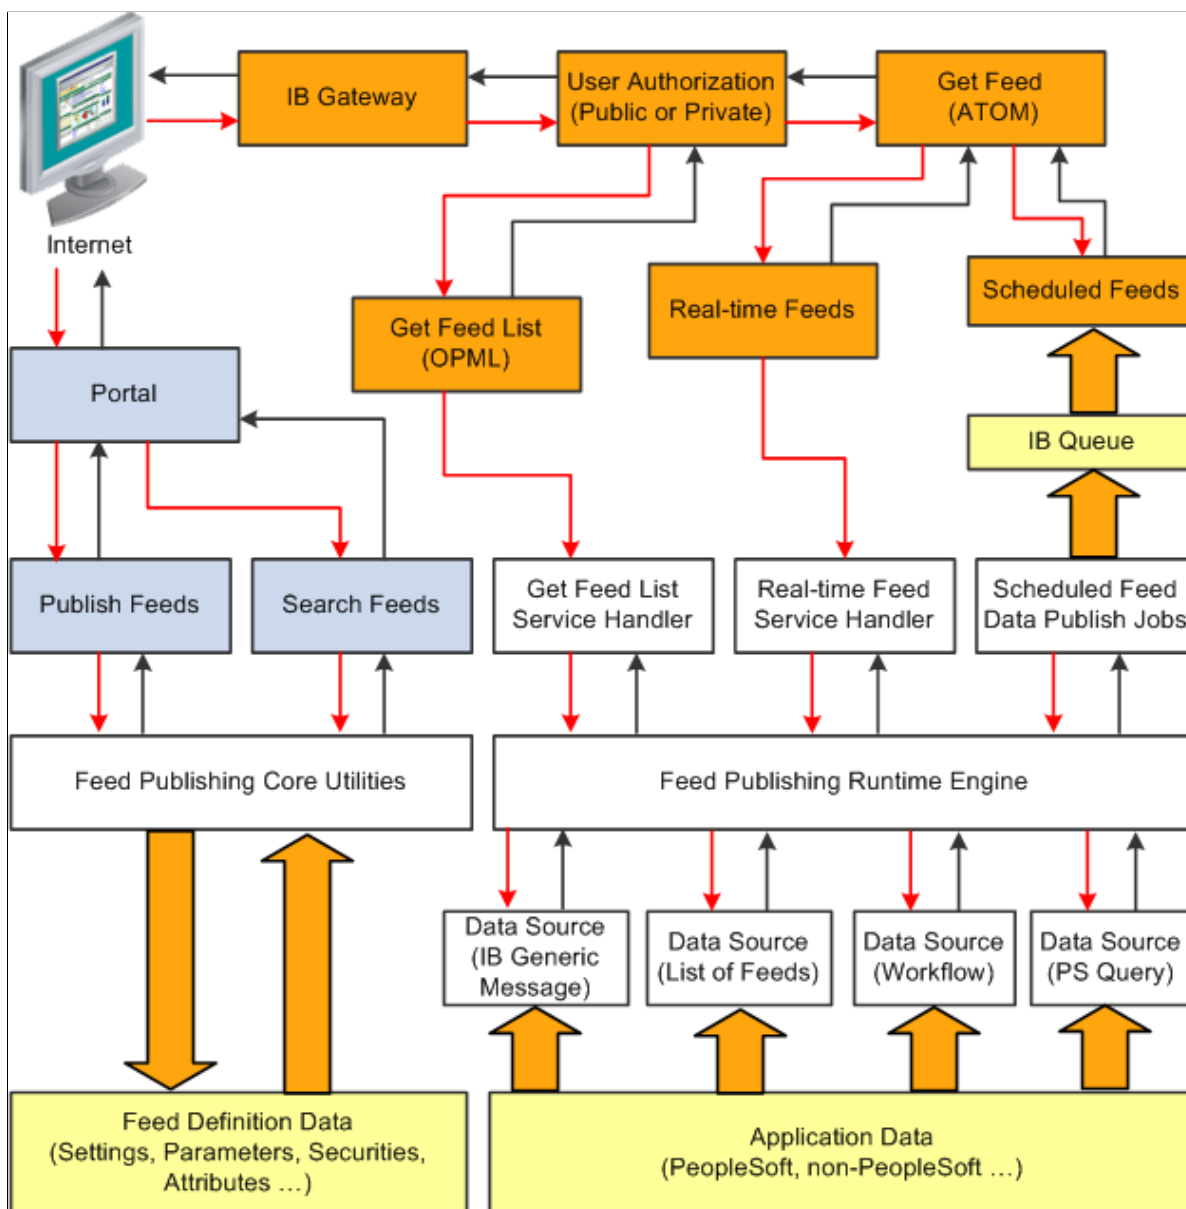 IB Gateway
User Authorization
(Public or Private)
Get Feed
(ATOM)
Internet
Get Feed List
(OPML)
Real-time Feeds
Scheduled Feeds
Portal
IB Queue
Publish Feeds
Search Feeds
Get Feed List
Service Handler
Real-time Feed
Service Handler
Scheduled Feed
Data Publish Jobs
Feed Publishing Core Utilities
Feed Publishing Runtime Engine
Data Source
(IB Generic
Message)
Data Source
(List of Feeds)
Data Source
(Workflow)
Data Source
(PS Query)
Feed Definition Data
(Settings, Parameters, Securities,
Attributes ...)
Application Data
(PeopleSoft, non-PeopleSoft ...)